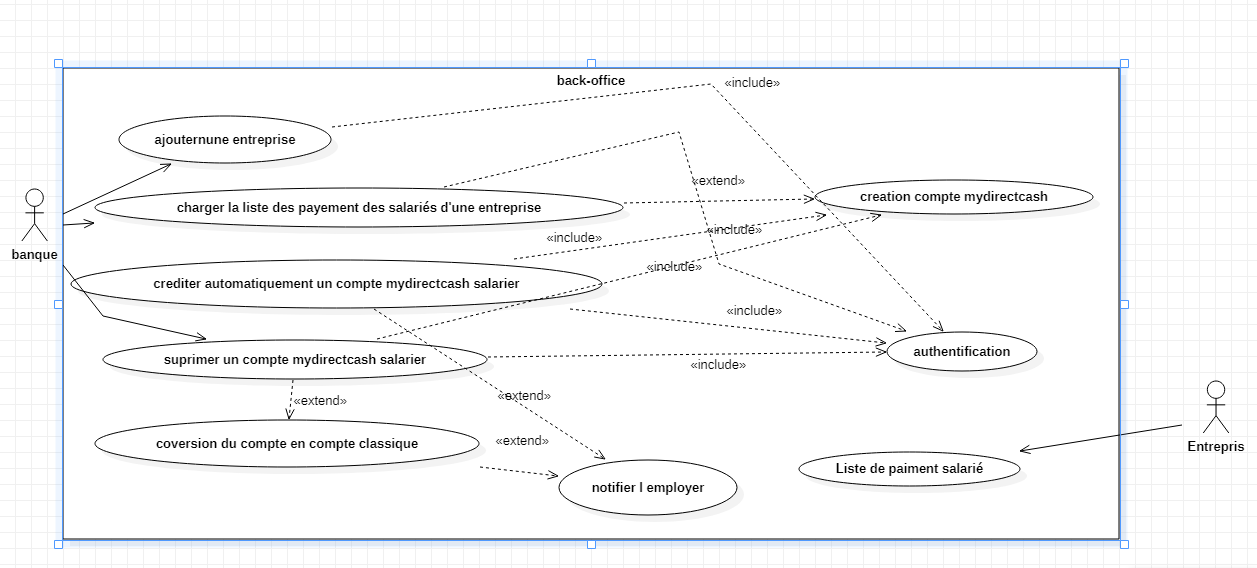 back-office
«include»
ajouternune entreprise
«extend»
charger la liste des payement des salariés d'une entreprise
creation compte mydirectcash
«include»
«include»
banque
«include»
crediter automatiquement un compte mydirectcash salarier
«include»
suprimer un compte mydirectcash salarier
authentification
«include»
«extend»
«extend»
«extend»
coversion du compte en compte classique
Entrepris
Liste de paiment salarié
notifier l employer